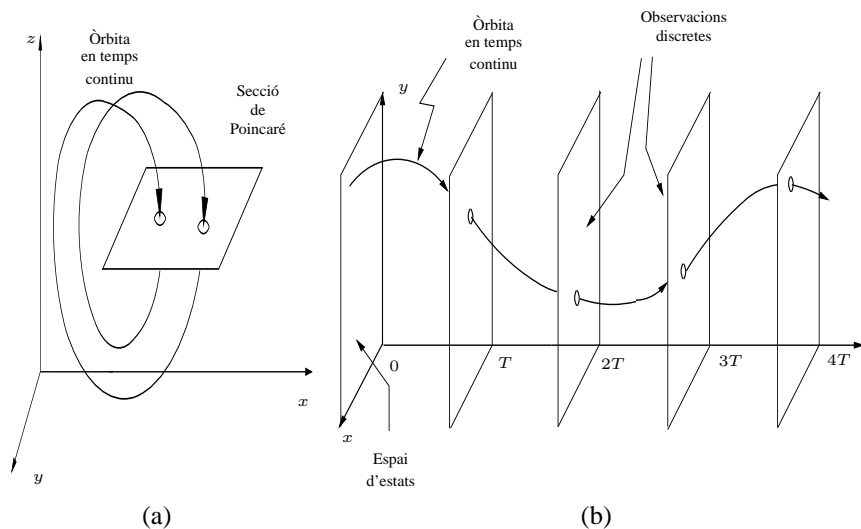 z
Òrbita
en temps
continu
Secció
de
Poincaré
x
y
(a)
Òrbita
en temps
continu
Observacions
discretes
y
0
T
2T
3T
4T
x
Espai
d'estats
(b)